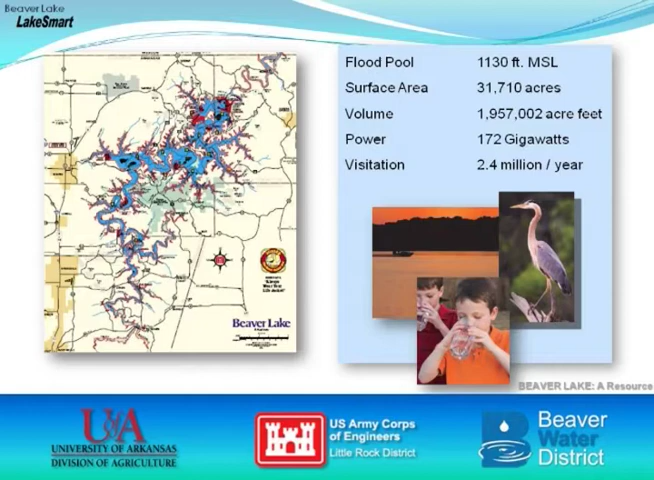 Beaver Lake
LakeSmart
Flood Pool 1130 ft. MSL
Surface Area 31,710 acres
Volume 1,957,002 acre feet
Power 172 Gigawatts
Visitation 2.4 million / year
Beaver Lake
BEAVER LAKE: A Resource
UofA
UNIVERSITY OF ARKANSAS
DIVISION OF AGRICULTURE
US Army Corps
of Engineers
Little Rock District
Beaver
Water
District